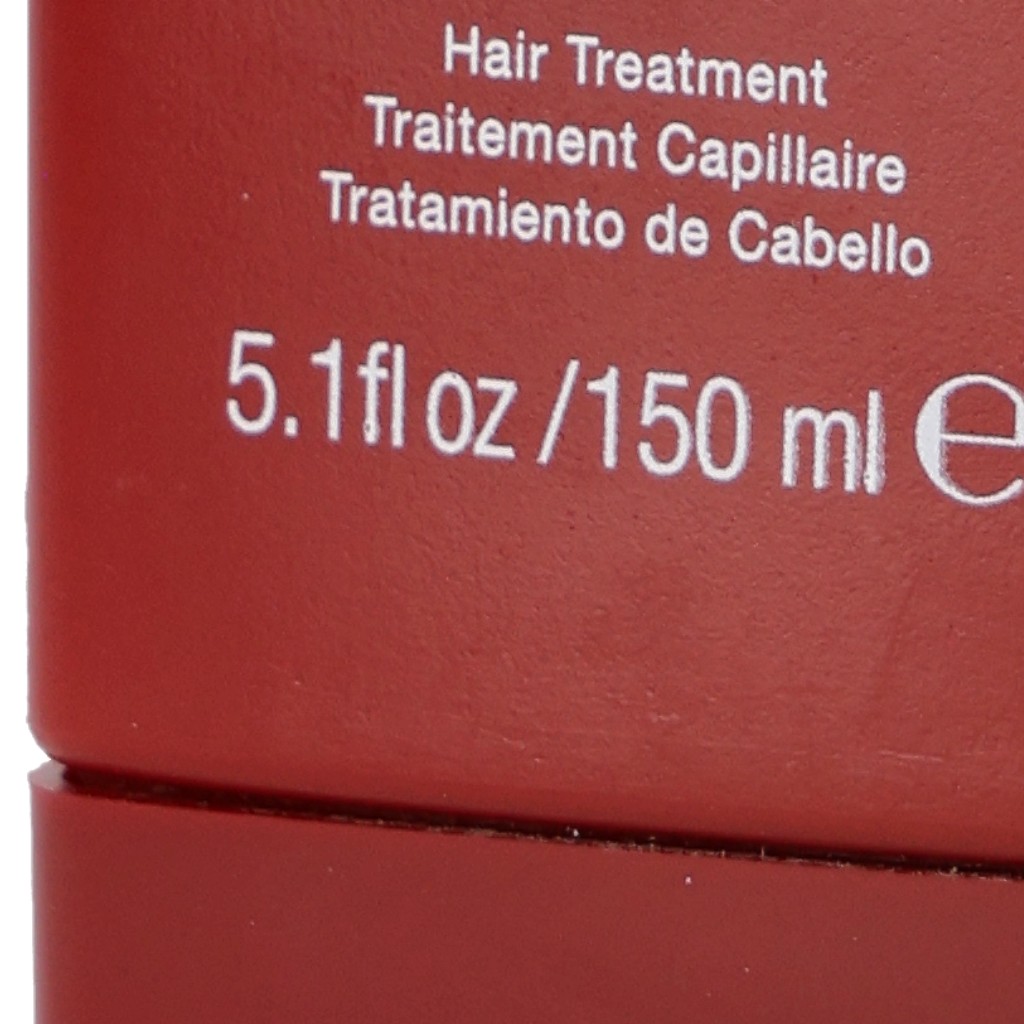 Hair Treatment
Traitement Capillaire
Tratamiento de Cabello
5.1fl oz /150 ml ℮